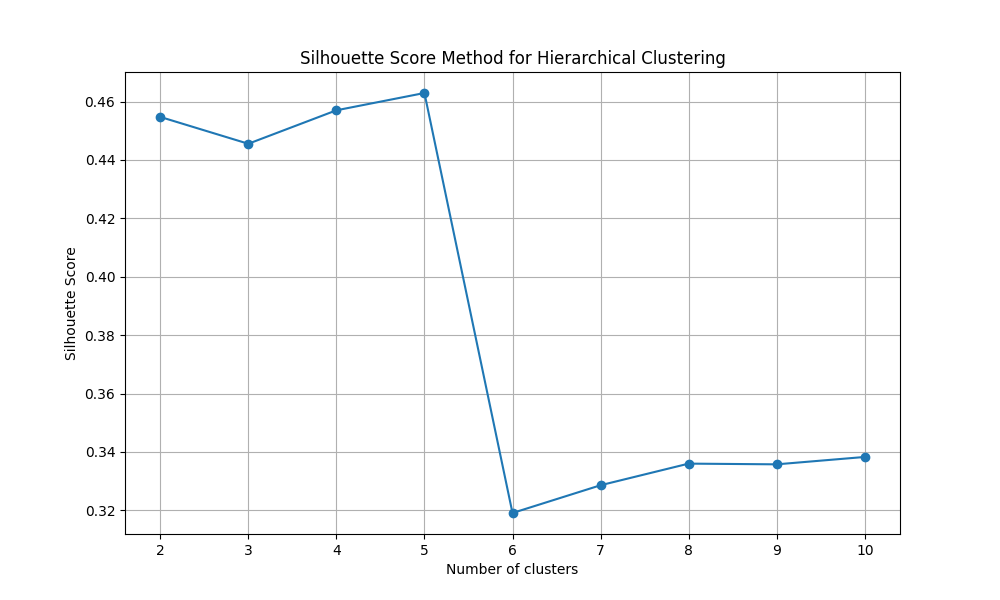 Silhouette Score Method for Hierarchical Clustering
Silhouette Score
0.46
0.44
0.42
0.40
0.38
0.36
0.34
0.32
2 3 4 5 6 7 8 9 10
Number of clusters